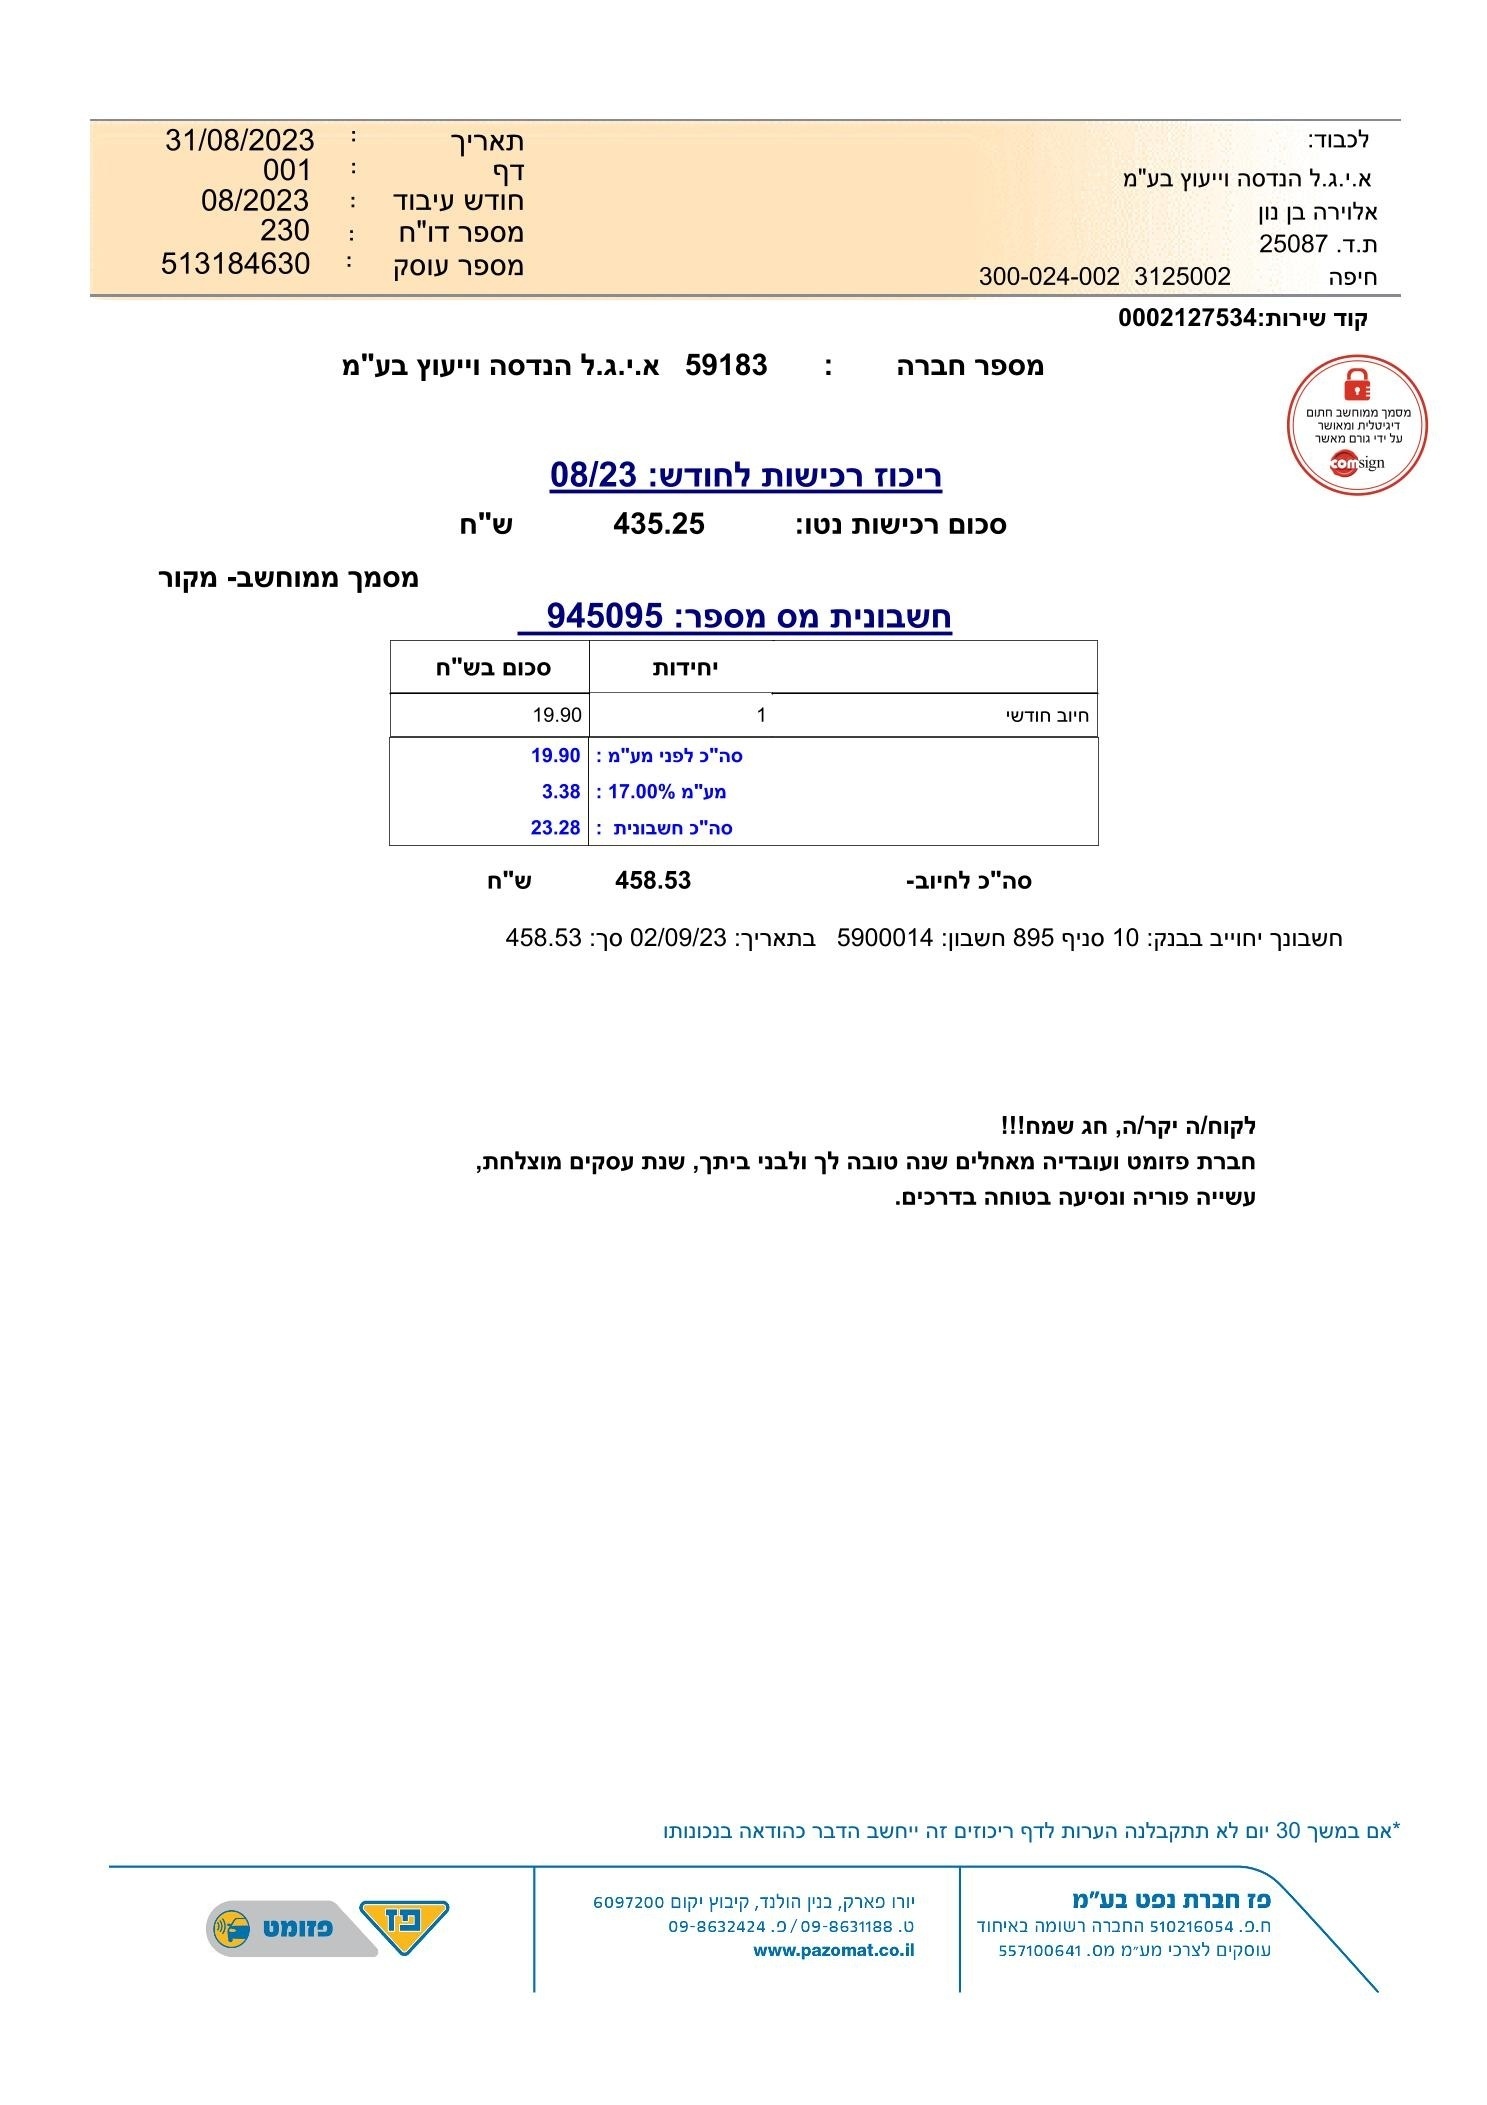 לכבוד:
א.י.ג.ל הנדסה וייעוץ בע"מ
אלוירה בן נון
ת.ד. 25087
חיפה 3125002 300-024-002
תאריך : 31/08/2023
דף : 001
חודש עיבוד : 08/2023
מספר דו"ח : 230
מספר עוסק : 513184630
קוד שירות:0002127534
מספר חברה : 59183 א.י.ג.ל הנדסה וייעוץ בע"מ
מסמך ממוחשב חתום
דיגיטלית ומאושר
על ידי גורם מאשר
comsign
ריכוז רכישות לחודש: 08/23
סכום רכישות נטו: 435.25 ש"ח
מסמך ממוחשב- מקור
חשבונית מס מספר: 945095
יחידות סכום בש"ח
חיוב חודשי 1 19.90
סה"כ לפני מע"מ : 19.90
מע"מ 17.00% : 3.38
סה"כ חשבונית : 23.28
סה"כ לחיוב- 458.53 ש"ח
חשבונך יחוייב בבנק: 10 סניף 895 חשבון: 5900014 בתאריך: 02/09/23 סך: 458.53
לקוח/ה יקר/ה, חג שמח!!!
חברת פזומט ועובדיה מאחלים שנה טובה לך ולבני ביתך, שנת עסקים מוצלחת,
עשייה פוריה ונסיעה בטוחה בדרכים.
*אם במשך 30 יום לא תתקבלנה הערות לדף ריכוזים זה ייחשב הדבר כהודאה בנכונותו
פז חברת נפט בע"מ
ח.פ. 510216054 החברה רשומה באיחוד
עוסקים לצרכי מע"מ מס. 557100641
יורו פארק, בנין הולנד, קיבוץ יקום 6097200
ט. 09-8631188 / פ. 09-8632424
www.pazomat.co.il
פז
פזומט